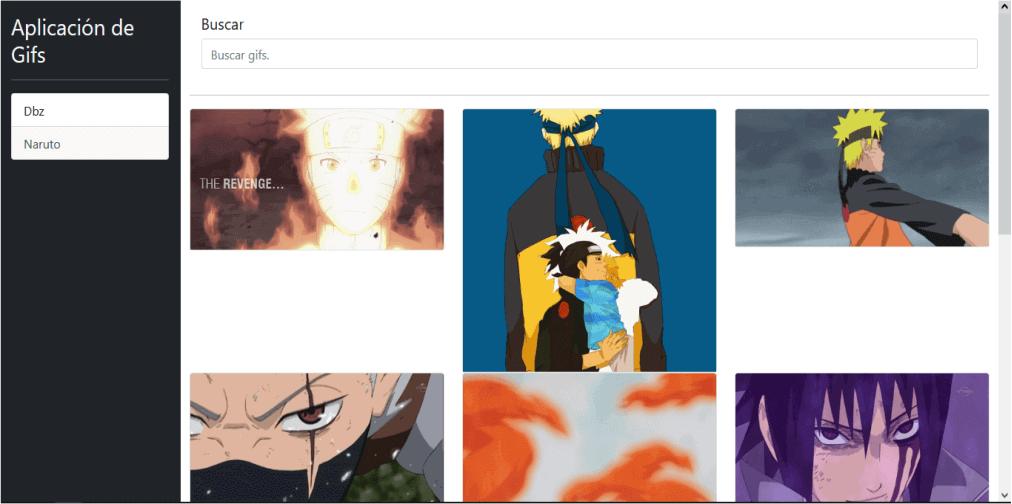 Aplicación de
Gifs
Dbz
Naruto
Buscar
Buscar gifs.
THE REVENGE...